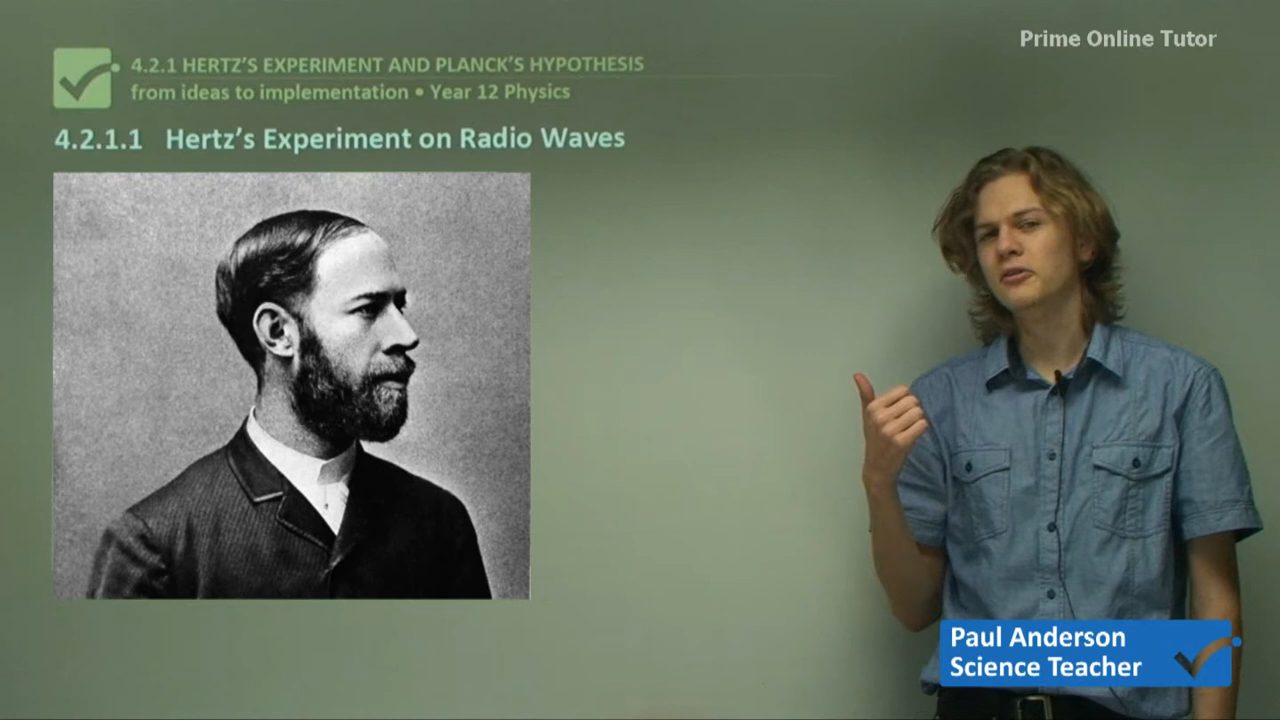 Prime Online Tutor
4.2.1 HERTZ'S EXPERIMENT AND PLANCK'S HYPOTHESIS
from ideas to implementation • Year 12 Physics
4.2.1.1 Hertz's Experiment on Radio Waves
Paul Anderson
Science Teacher